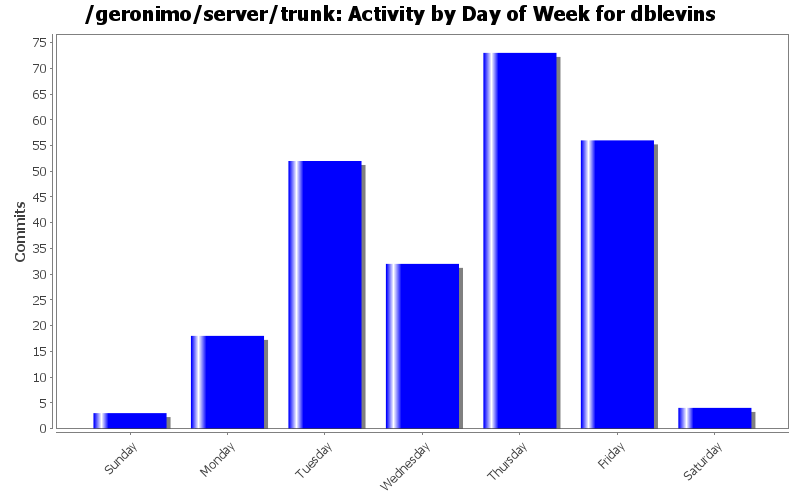 /geronimo/server/trunk: Activity by Day of Week for dblevins
75
70
65
60
55
50
45
40
35
30
25
20
15
10
5
0
Commits
Sunday
Monday
Tuesday
Wednesday
Thursday
Friday
Saturday